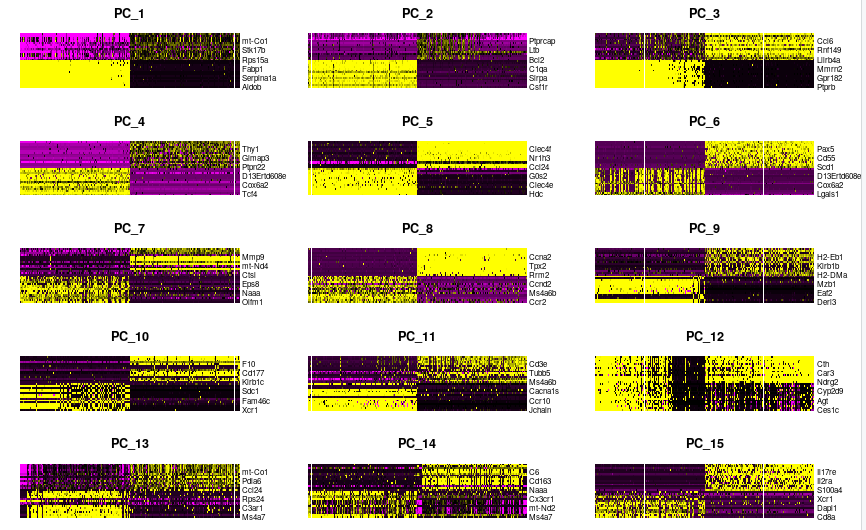 PC_1
mt-Co1
Stk17b
Rps15a
Fabp1
Serpina1a
Aldob
PC_2
Ptprcap
Ltb
Bcl2
C1qa
Sirpa
Csf1r
PC_3
Ccl6
Rnf149
Lilrb4a
Mmrn2
Gpr182
Ptprb
PC_4
Thy1
Gimap3
Ptpn22
D13Ertd608e
Cox6a2
Tcf4
PC_5
Clec4f
Nr1h3
Ccl24
G0s2
Clec4e
Hdc
PC_6
Pax5
Cd55
Scd1
D13Ertd608e
Cox6a2
Lgals1
PC_7
Mmp9
mt-Nd4
Ctsl
Eps8
Naaa
Olfm1
PC_8
Ccna2
Tpx2
Rrm2
Ccnd2
Ms4a6b
Ccr2
PC_9
H2-Eb1
Klrb1b
H2-DMa
Mzb1
Eaf2
Derl3
PC_10
F10
Cd177
Klrb1c
Sdc1
Fam46c
Xcr1
PC_11
Cd3e
Tubb5
Ms4a6b
Cacna1s
Ccr10
Jchain
PC_12
Cth
Car3
Ndrg2
Cyp2d9
Agt
Ces1c
PC_13
mt-Co1
Pdia6
Ccl24
Rps24
C3ar1
Ms4a7
PC_14
C6
Cd163
Naaa
Cx3cr1
mt-Nd2
Ms4a7
PC_15
Il17re
Il2ra
S100a4
Xcr1
Dapl1
Cd8a